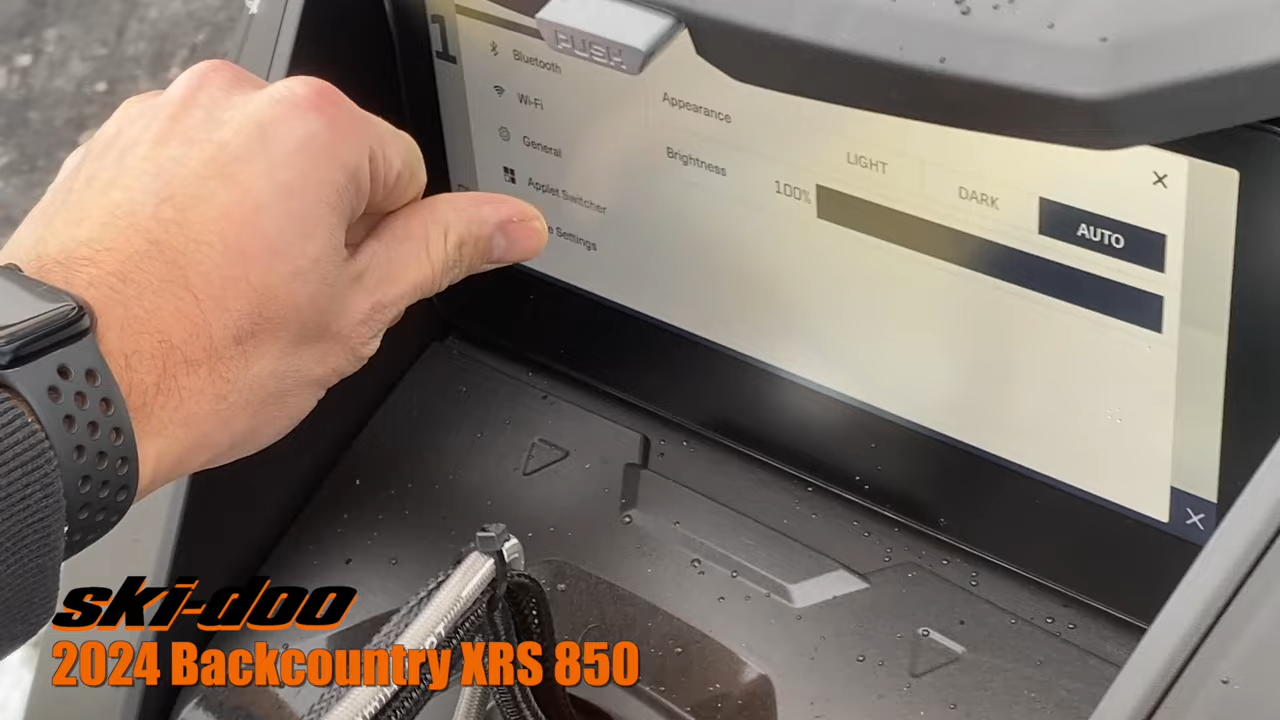 1
PUSH
Bluetooth
Wi-Fi
General
Applet Switcher
e Settings
Appearance
LIGHT
DARK
AUTO
Brightness
100%
ski-doo
2024 Backcountry XRS 850